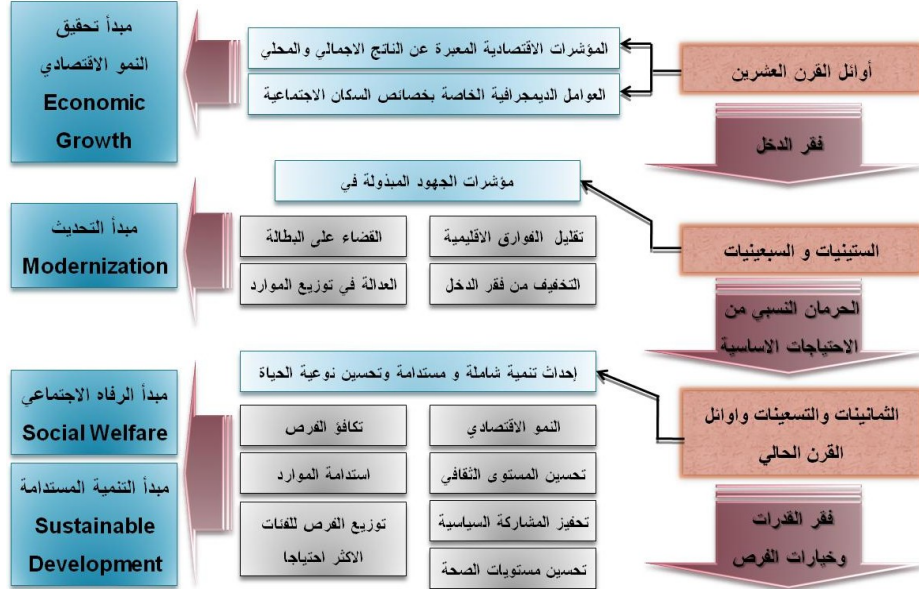 أوائل القرن العشرين
المؤشرات الاقتصادية المعبرة عن الناتج الاجمالي والمحلي
العوامل الديمجرافية الخاصة بخصائص السكان الاجتماعية
مبدأ تحقيق
النمو الاقتصادي
Economic
Growth
فقر الدخل
الستينيات و السبعينيات
مؤشرات الجهود المبذولة في
تقليل الفوارق الاقليمية
القضاء على البطالة
التخفيف من فقر الدخل
العدالة في توزيع الموارد
مبدأ التحديث
Modernization
الحرمان النسبي من
الاحتياجات الاساسية
الثمانينات والتسعينات واوائل
القرن الحالي
إحداث تنمية شاملة و مستدامة وتحسين نوعية الحياة
النمو الاقتصادي
تكافؤ الفرص
تحسين المستوى الثقافي
استدامة الموارد
تحفيز المشاركة السياسية
توزيع الفرص للفئات
الاكثر احتياجا
تحسين مستويات الصحة
مبدأ الرفاه الاجتماعي
Social Welfare
مبدأ التنمية المستدامة
Sustainable
Development
فقر القدرات
وخيارات الفرص